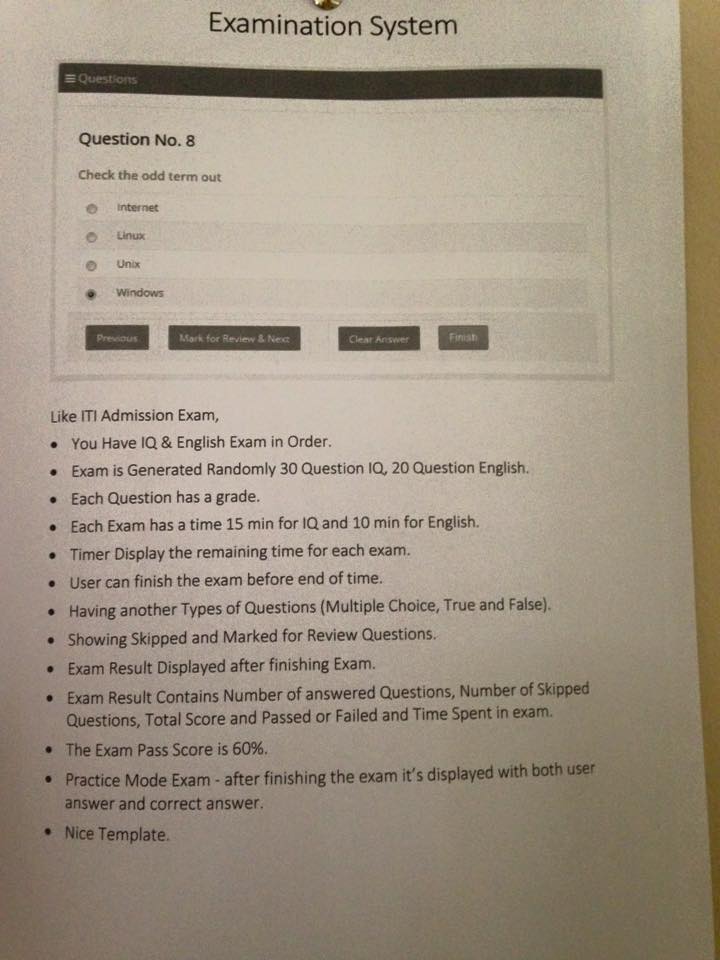 Examination System
≡ Questions
Question No. 8
Check the odd term out
Internet
Linux
Unix
Windows
Previous Mark for Review & Next Clear Answer Finish
Like ITI Admission Exam,
• You Have IQ & English Exam in Order.
• Exam is Generated Randomly 30 Question IQ, 20 Question English.
• Each Question has a grade.
• Each Exam has a time 15 min for IQ and 10 min for English.
• Timer Display the remaining time for each exam.
• User can finish the exam before end of time.
• Having another Types of Questions (Multiple Choice, True and False).
• Showing Skipped and Marked for Review Questions.
• Exam Result Displayed after finishing Exam.
• Exam Result Contains Number of answered Questions, Number of Skipped
Questions, Total Score and Passed or Failed and Time Spent in exam.
• The Exam Pass Score is 60%.
• Practice Mode Exam - after finishing the exam it's displayed with both user
answer and correct answer.
• Nice Template.